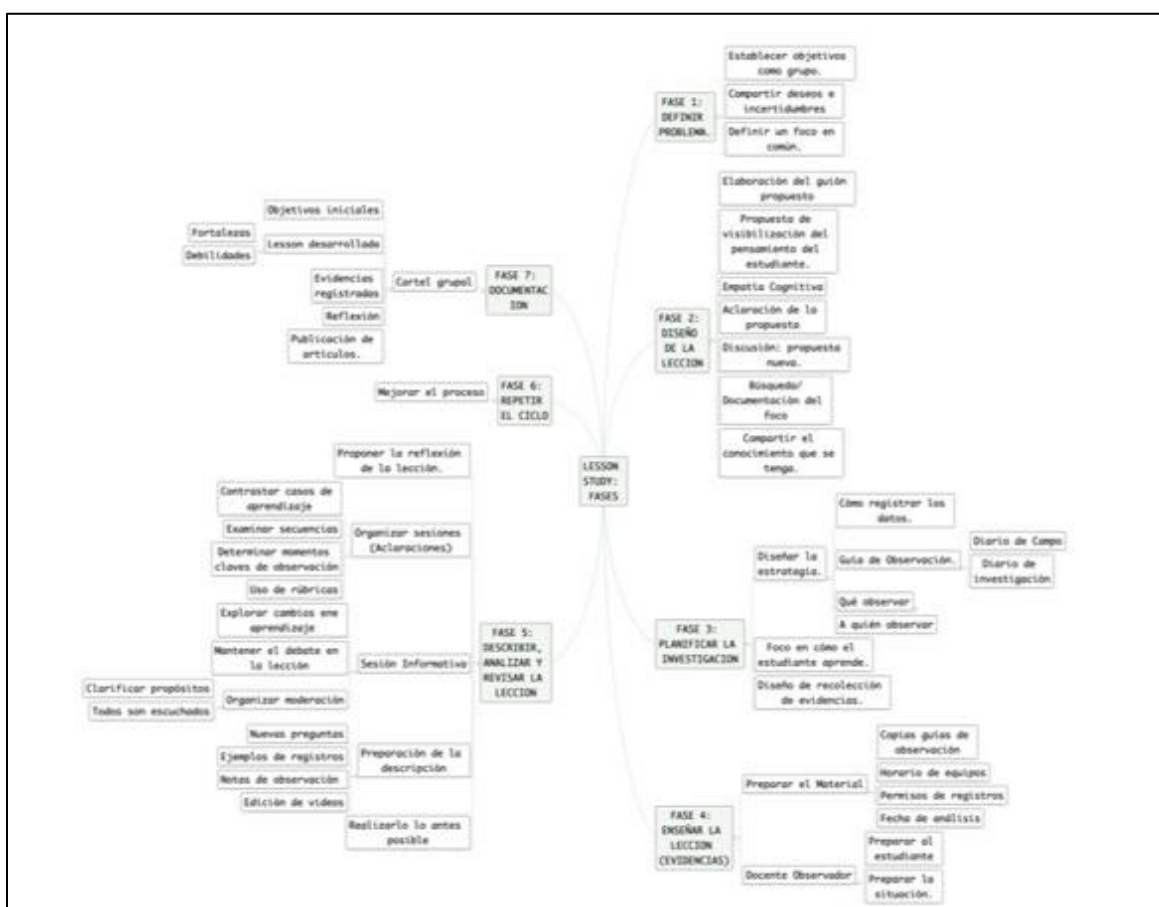 LESSON
STUDY:
FASES
FASE 1:
DEFINIR
PROBLEMA.
Establecer objetivos
como grupo.
Compartir deseos e
incertidumbres
Definir un foco en
común.
FASE 2:
DISEÑO
DE LA
LECCION
Elaboración del guión
propuesto
Propuesta de
visibilización del
pensamiento del
estudiante.
Empatía Cognitiva
Aclaración de la
propuesta
Discusión: propuesta
nueva.
Búsqueda/
Documentación del
foco
Compartir el
conocimiento que se
tenga.
FASE 3:
PLANIFICAR LA
INVESTIGACION
Diseñar la
estrategia.
Cómo registrar los
datos.
Guía de Observación.
Diario de Campo
Diario de
investigación
Qué observar
A quién observar
Foco en cómo el
estudiante aprende.
Diseño de recolección
de evidencias.
FASE 4:
ENSEÑAR LA
LECCION
(EVIDENCIAS)
Preparar el Material
Copias guías de
observación
Horario de equipos
Permisos de registros
Fecha de análisis
Docente Observador
Preparar al
estudiante
Preparar la
situación.
FASE 5:
DESCRIBIR,
ANALIZAR Y
REVISAR LA
LECCION
Proponer la reflexión
de la lección.
Organizar sesiones
(Aclaraciones)
Contrastar casos de
aprendizaje
Examinar secuencias
Determinar momentos
claves de observación
Uso de rúbricas
Explorar cambios ene
aprendizaje
Sesión Informativa
Mantener el debate en
la lección
Organizar moderación
Clarificar propósitos
Todos son escuchados
Preparación de la
descripción
Nuevas preguntas
Ejemplos de registros
Notas de observación
Edición de videos
Realizarlo lo antes
posible
FASE 6:
REPETIR
EL CICLO
Mejorar el proceso
FASE 7:
DOCUMENTAC
ION
Cartel grupal
Objetivos iniciales
Lesson desarrollada
Fortalezas
Debilidades
Evidencias
registradas
Reflexión
Publicación de
artículos.